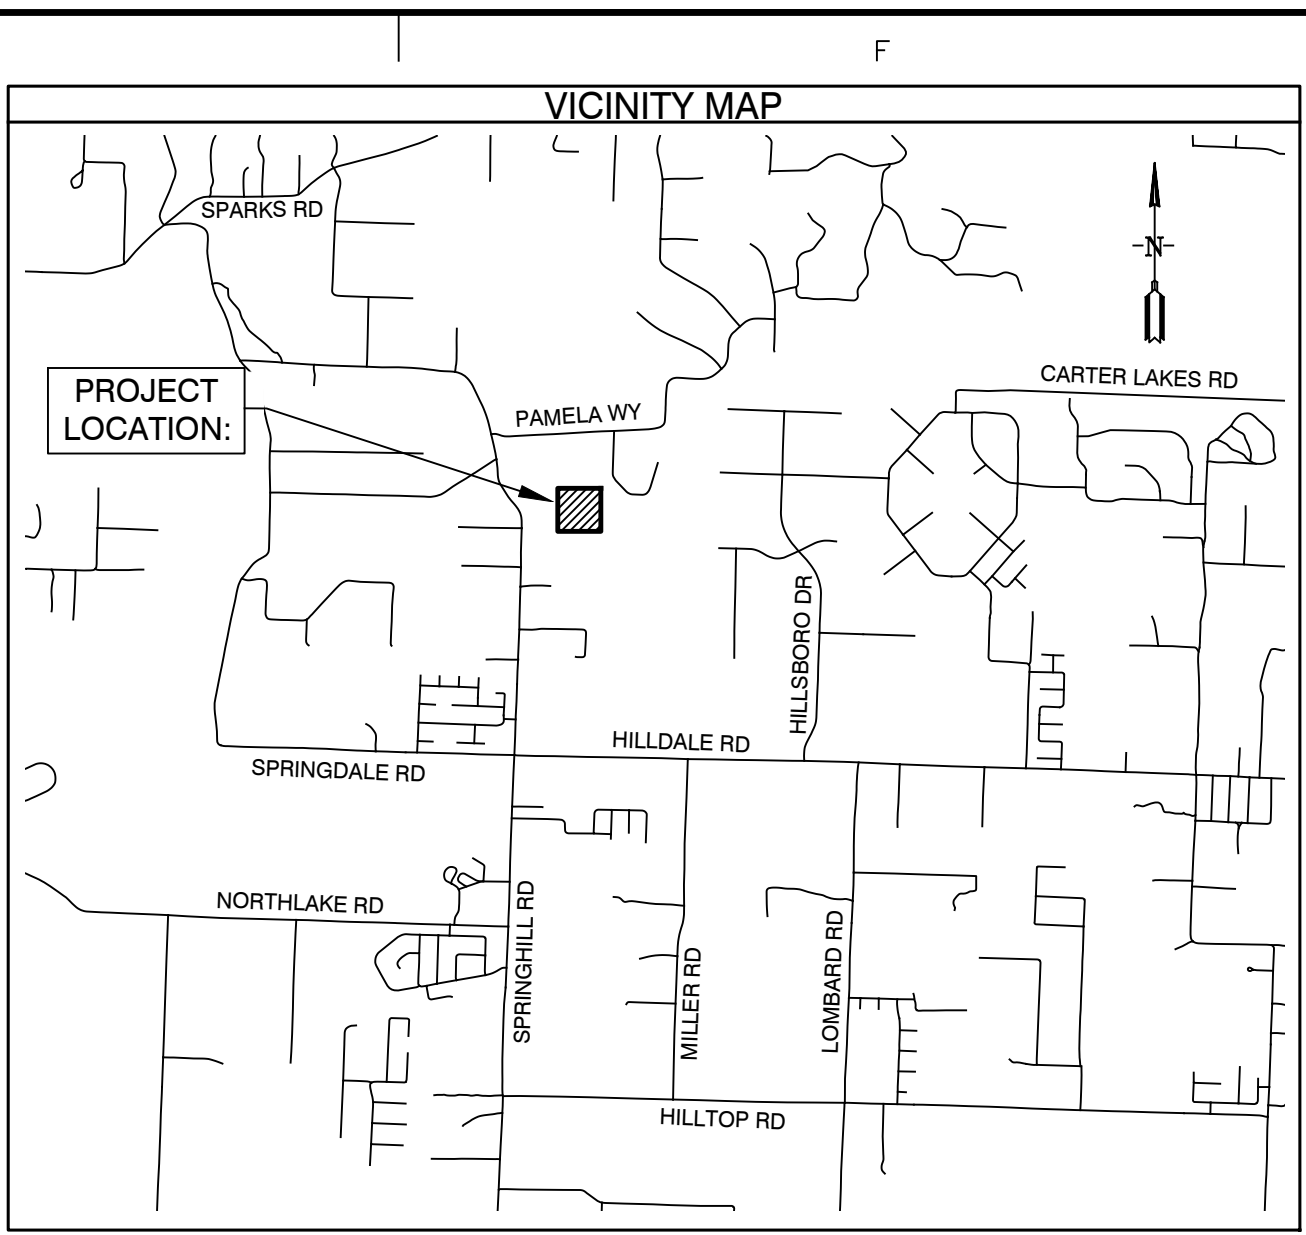 F
VICINITY MAP
SPARKS RD
-N-
CARTER LAKES RD
PROJECT
LOCATION:
PAMELA WY
HILLSBORO DR
HILLDALE RD
SPRINGDALE RD
NORTHLAKE RD
SPRINGHILL RD
MILLER RD
LOMBARD RD
HILLTOP RD